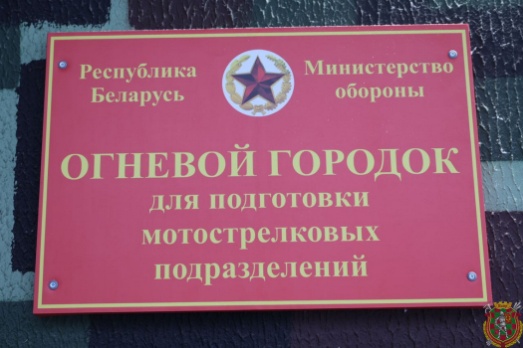 Республика
Беларусь
Министерство
обороны
ОГНЕВОЙ ГОРОДОК
для подготовки
мотострелковых
подразделений